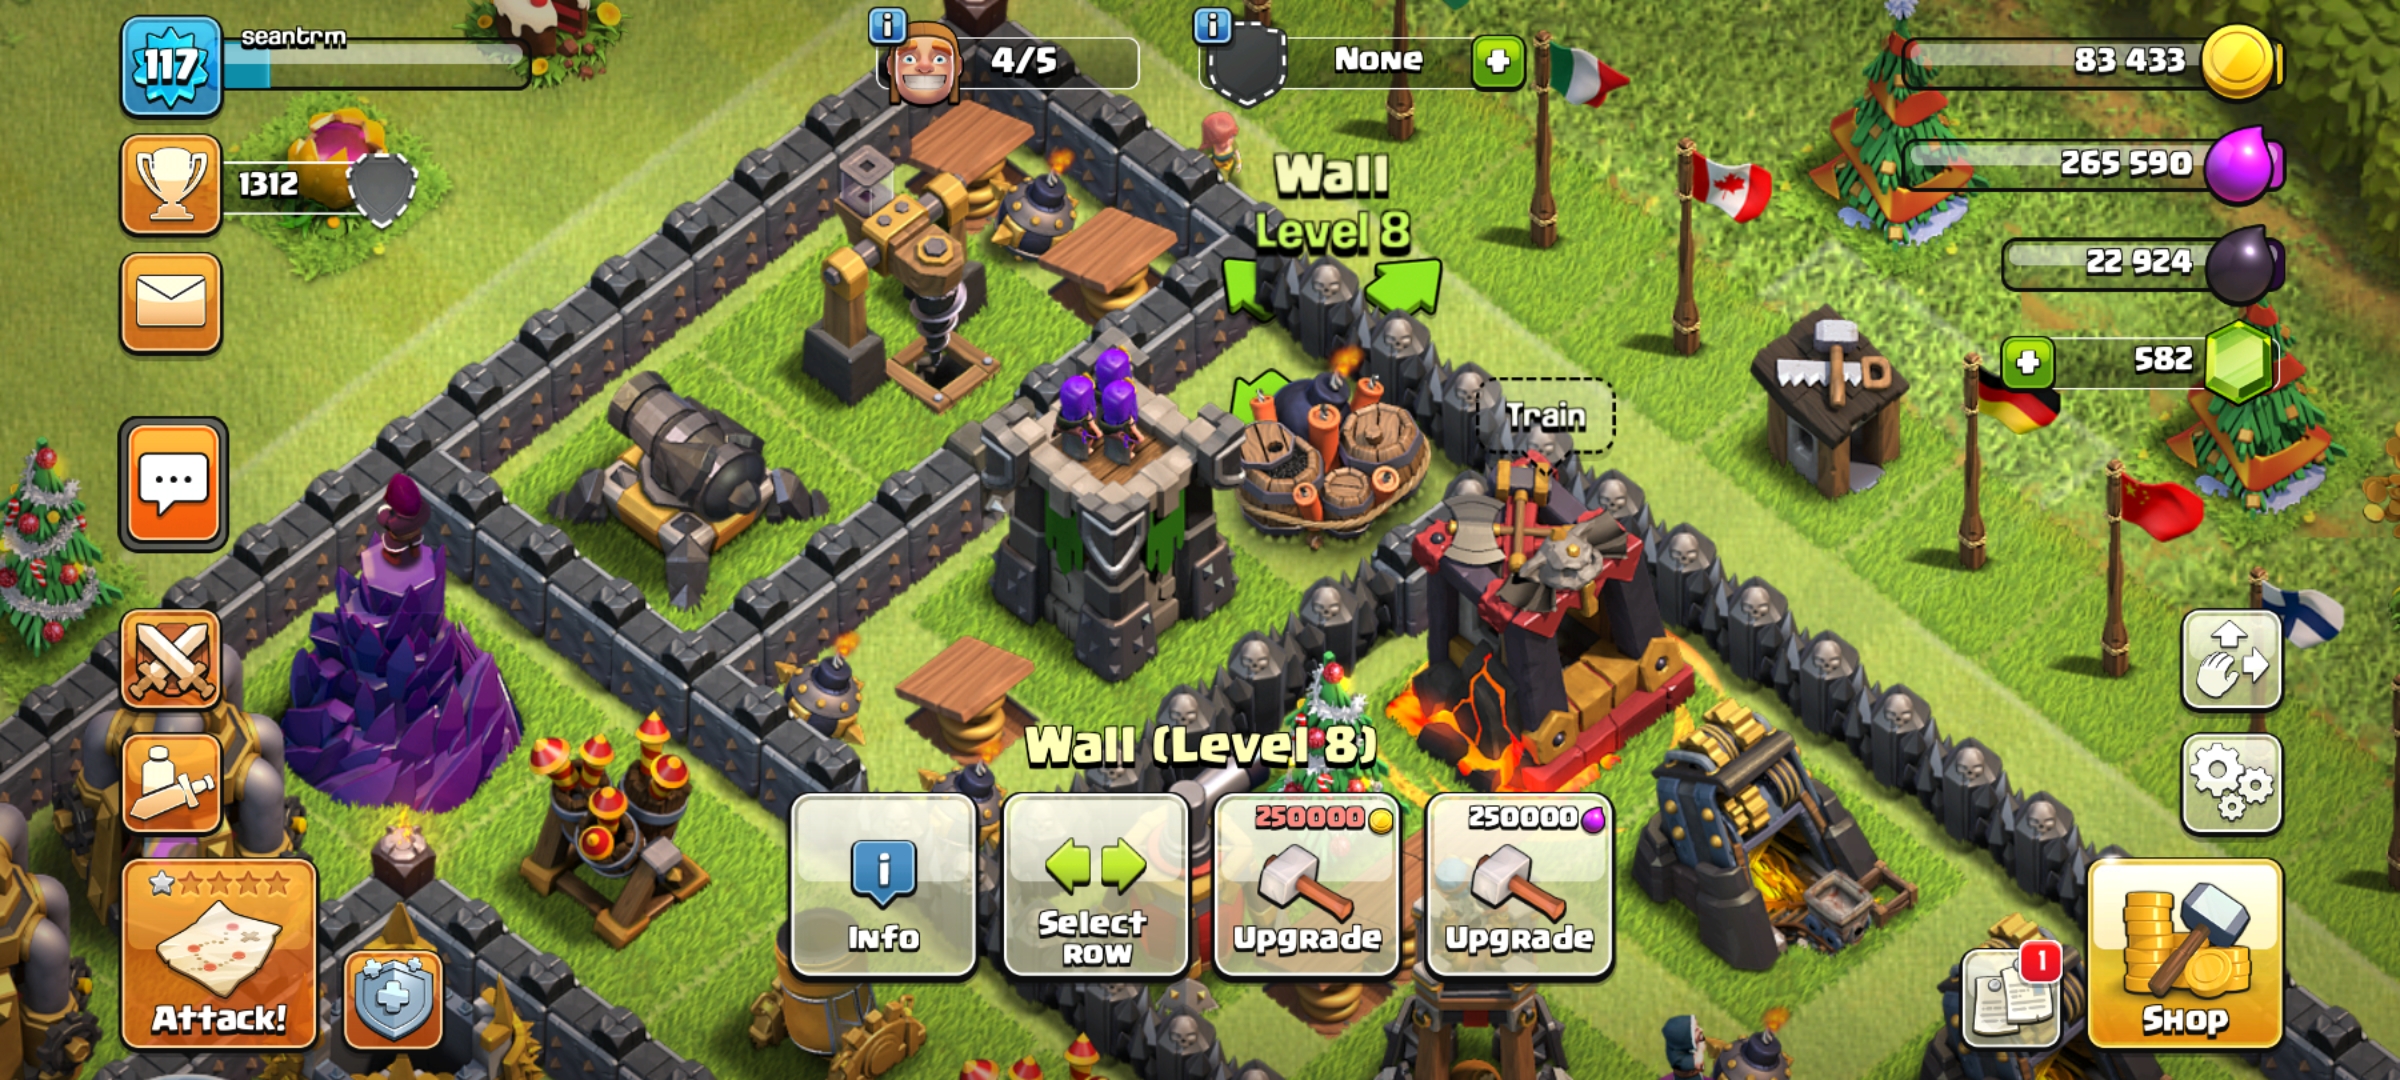 117
seantrm
4/5
None
83 433
1312
265 590
22 924
582
Wall
Level 8
Train
Wall (Level 8)
Info
Select
Row
250000
Upgrade
250000
Upgrade
Attack!
1
Shop